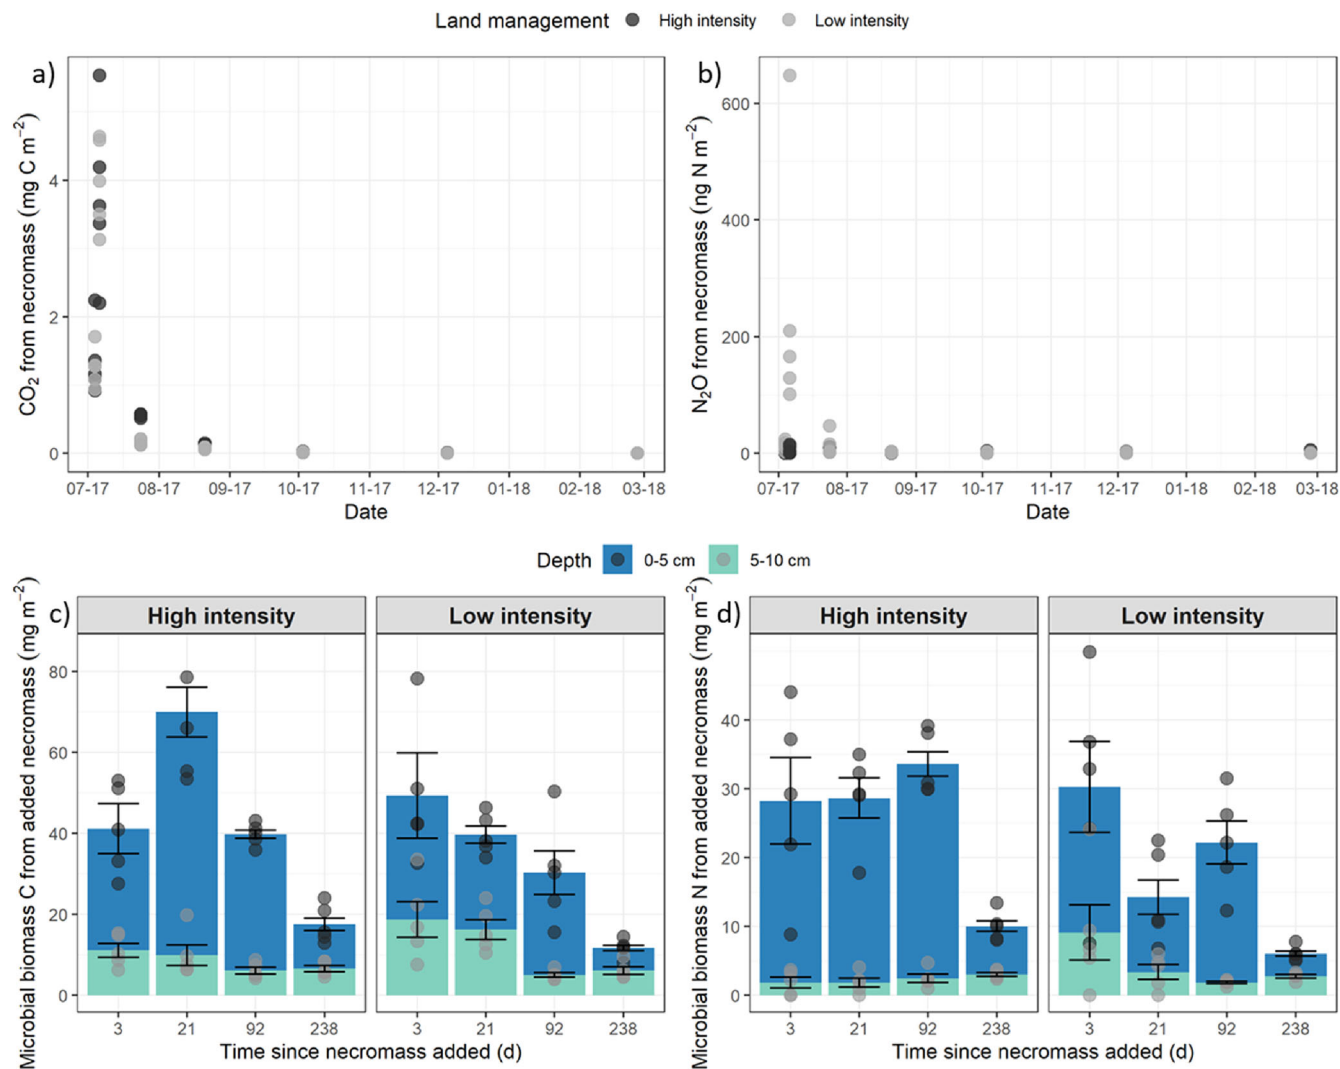 Land management High intensity Low intensity
a)
CO2 from necromass (mg C m−2)
4
2
0
07-17 08-17 09-17 10-17 11-17 12-17 01-18 02-18 03-18
Date
b)
N2O from necromass (ng N m−2)
600
400
200
0
07-17 08-17 09-17 10-17 11-17 12-17 01-18 02-18 03-18
Date
Depth 0-5 cm 5-10 cm
c)
Microbial biomass C from added necromass (mg m−2)
High intensity Low intensity
80
60
40
20
0
3 21 92 238 3 21 92 238
Time since necromass added (d)
d)
Microbial biomass N from added necromass (mg m−2)
High intensity Low intensity
40
30
20
10
0
3 21 92 238 3 21 92 238
Time since necromass added (d)